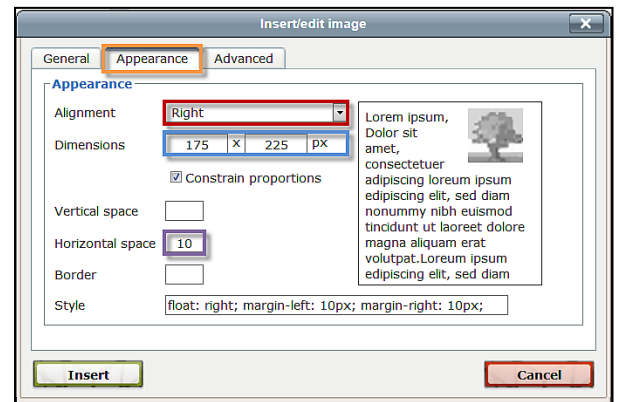 Insert/edit image
X
General Appearance Advanced
Appearance
Alignment Right
Dimensions 175 x 225 px
Constrain proportions
Vertical space
Horizontal space 10
Border
Style float: right; margin-left: 10px; margin-right: 10px;
Lorem ipsum,
Dolor sit
amet,
consectetuer
adipiscing loreum ipsum
edipiscing elit, sed diam
nonummy nibh euismod
tincidunt ut laoreet dolore
magna aliquam erat
volutpat.Loreum ipsum
edipiscing elit, sed diam
Insert Cancel